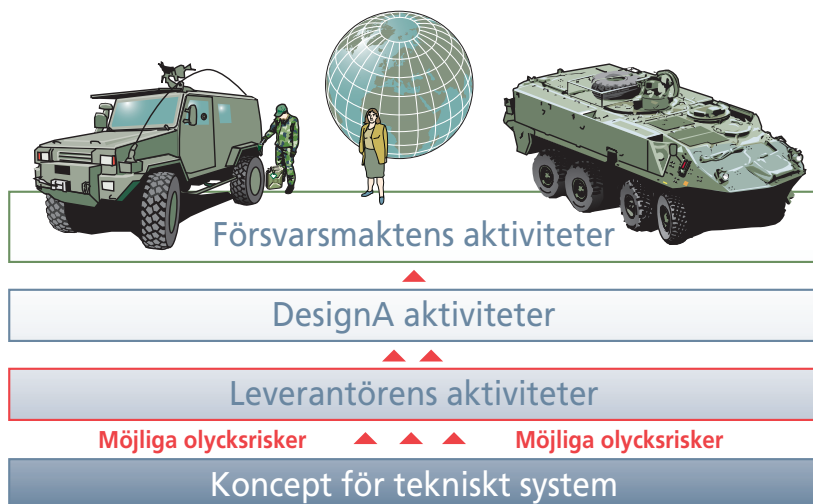 Försvarsmaktens aktiviteter
DesignA aktiviteter
Leverantörens aktiviteter
Möjliga olycksrisker Möjliga olycksrisker
Koncept för tekniskt system